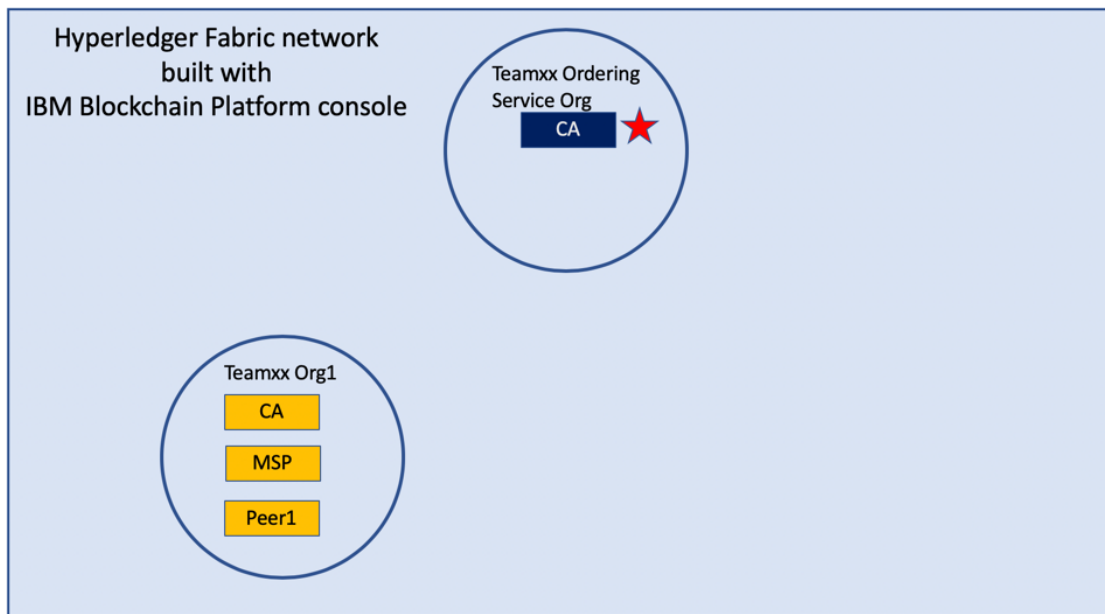 Hyperledger Fabric network
built with
IBM Blockchain Platform console
Teamxx Ordering
Service Org
CA
Teamxx Org1
CA
MSP
Peer1